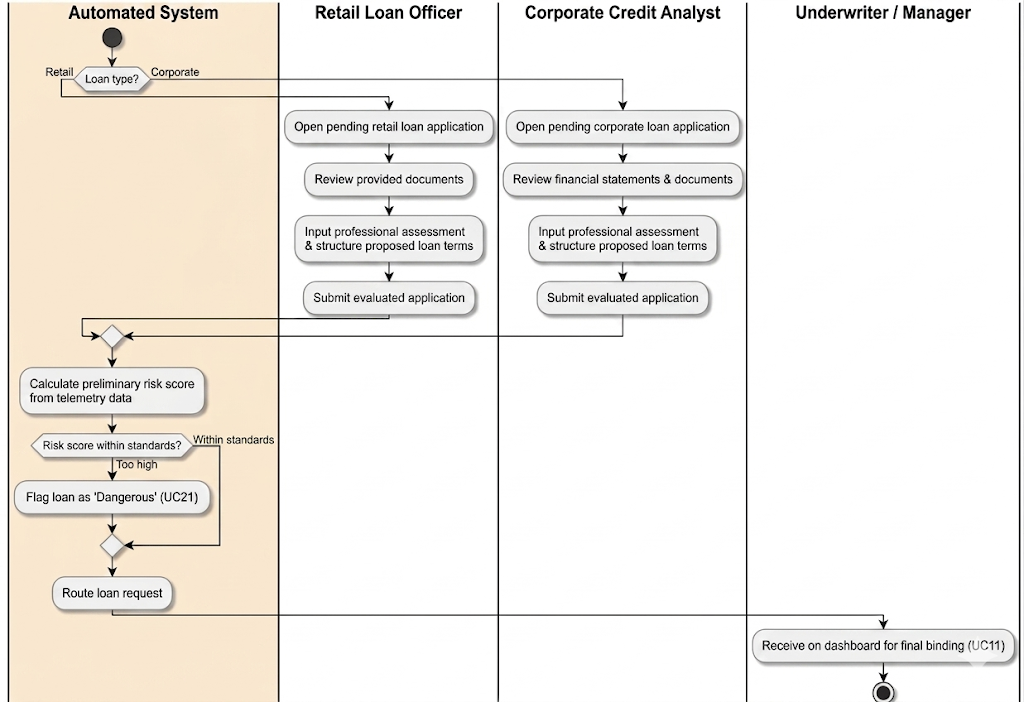 Automated System
Retail Loan Officer
Corporate Credit Analyst
Underwriter / Manager
Retail
Loan type?
Corporate
Open pending retail loan application
Open pending corporate loan application
Review provided documents
Review financial statements & documents
Input professional assessment
& structure proposed loan terms
Input professional assessment
& structure proposed loan terms
Submit evaluated application
Submit evaluated application
Calculate preliminary risk score
from telemetry data
Risk score within standards?
Within standards
Too high
Flag loan as 'Dangerous' (UC21)
Route loan request
Receive on dashboard for final binding (UC11)